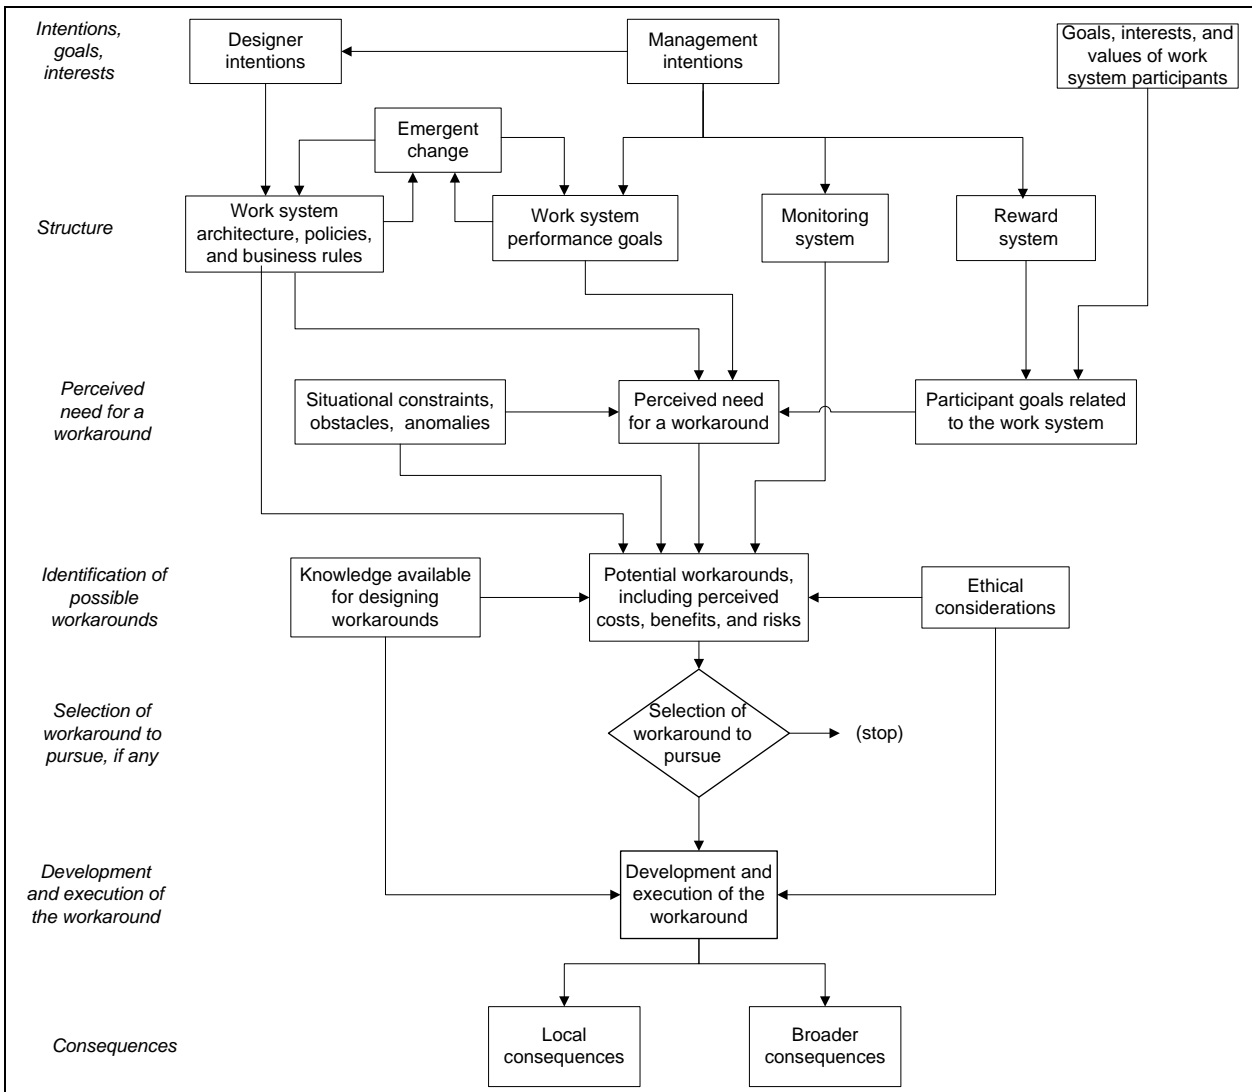 Intentions,
goals,
interests
Designer
intentions
Management
intentions
Goals, interests, and
values of work
system participants
Emergent
change
Structure
Work system
architecture, policies,
and business rules
Work system
performance goals
Monitoring
system
Reward
system
Perceived
need for a
workaround
Situational constraints,
obstacles, anomalies
Perceived need
for a workaround
Participant goals related
to the work system
Identification of
possible
workarounds
Knowledge available
for designing
workarounds
Potential workarounds,
including perceived
costs, benefits, and risks
Ethical
considerations
Selection of
workaround to
pursue, if any
Selection of
workaround to
pursue
(stop)
Development
and execution of
the workaround
Development and
execution of the
workaround
Consequences
Local
consequences
Broader
consequences